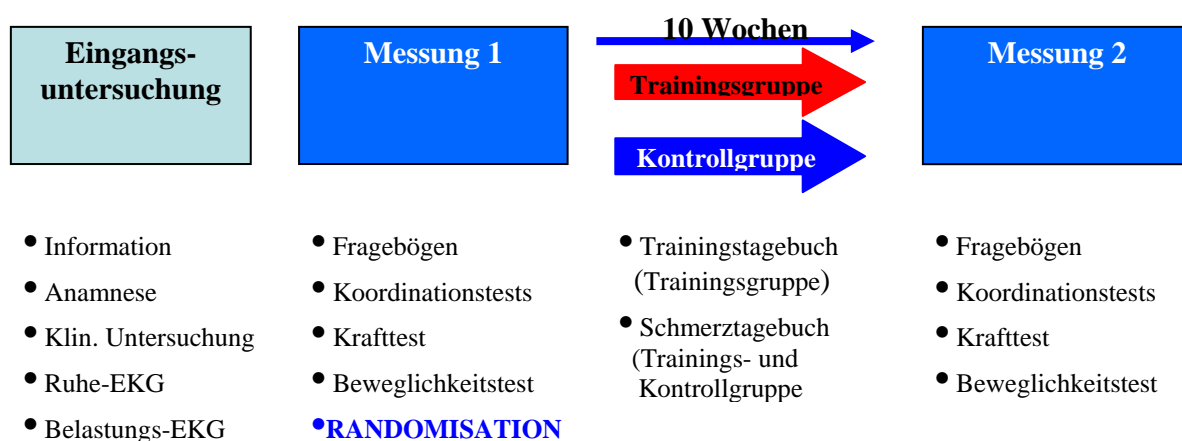 Eingangs-
untersuchung
Messung 1
10 Wochen
Trainingsgruppe
Kontrollgruppe
Messung 2
• Information
• Anamnese
• Klin. Untersuchung
• Ruhe-EKG
• Belastungs-EKG
• Fragebögen
• Koordinationstests
• Krafttest
• Beweglichkeitstest
•RANDOMISATION
• Trainingstagebuch
(Trainingsgruppe)
• Schmerztagebuch
(Trainings- und
Kontrollgruppe
• Fragebögen
• Koordinationstests
• Krafttest
• Beweglichkeitstest